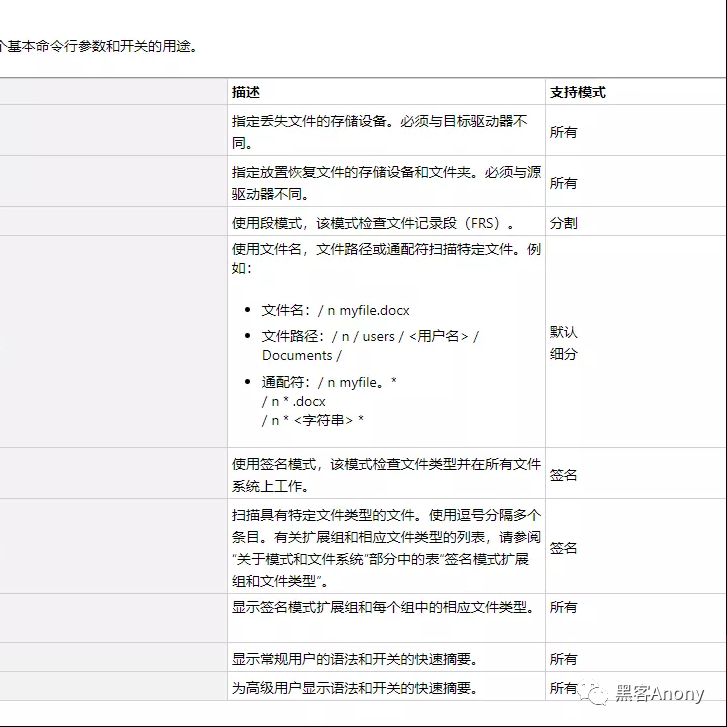 个基本命令行参数和开关的用途。
描述
支持模式
指定丢失文件的存储设备。必须与目标驱动器不
同。
所有
指定放置恢复文件的存储设备和文件夹。必须与源
驱动器不同。
所有
使用段模式，该模式检查文件记录段（FRS）。
分割
使用文件名，文件路径或通配符扫描特定文件。例
如：
• 文件名：/ n myfile.docx
• 文件路径：/ n / users / <用户名> /
Documents /
• 通配符：/ n myfile。*
/ n * .docx
/ n * <字符串> *
默认
细分
使用签名模式，该模式检查文件类型并在所有文件
系统上工作。
签名
扫描具有特定文件类型的文件。使用逗号分隔多个
条目。有关扩展组和相应文件类型的列表，请参阅
“关于模式和文件系统”部分中的表“签名模式扩展
组和文件类型”。
签名
显示签名模式扩展组和每个组中的相应文件类型。
所有
显示常规用户的语法和开关的快速摘要。
所有
为高级用户显示语法和开关的快速摘要。
所有
黑客Anony